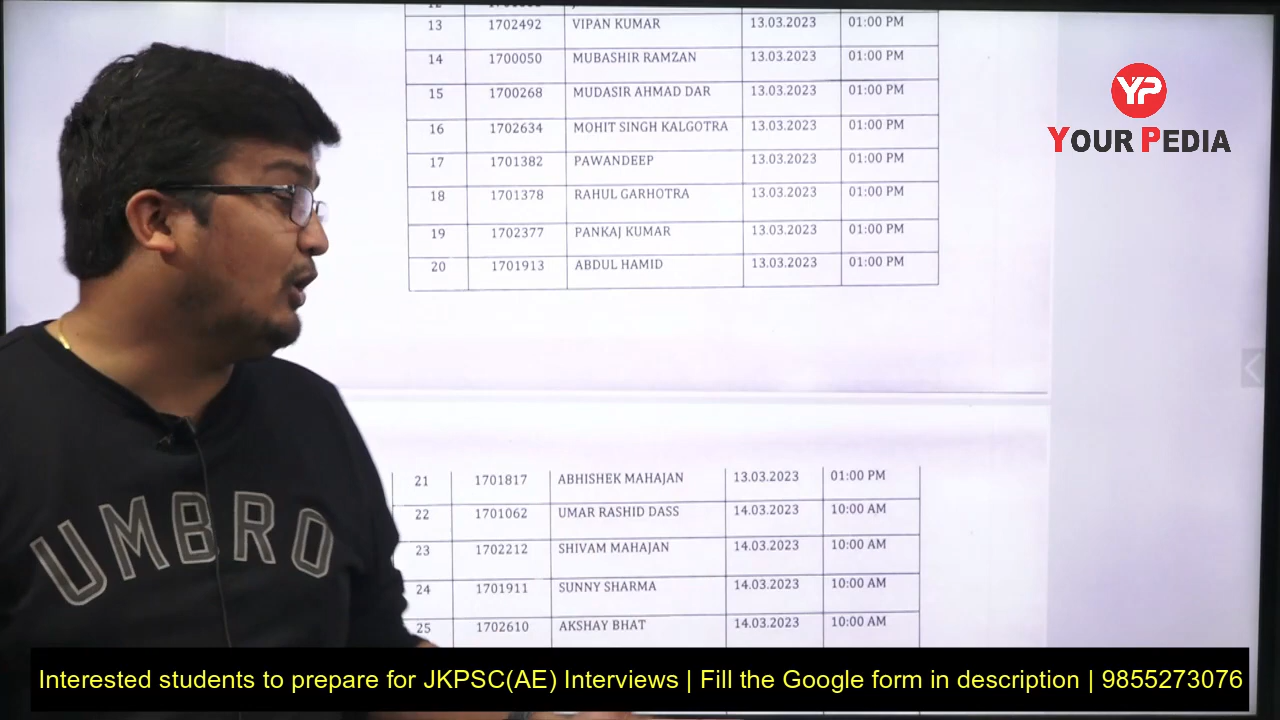 13 1702492 VIPAN KUMAR 13.03.2023 01:00 PM
14 1700050 MUBASHIR RAMZAN 13.03.2023 01:00 PM
15 1700268 MUDASIR AHMAD DAR 13.03.2023 01:00 PM
16 1702634 MOHIT SINGH KALGOTRA 13.03.2023 01:00 PM
17 1701382 PAWANDEEP 13.03.2023 01:00 PM
18 1701378 RAHUL GARHOTRA 13.03.2023 01:00 PM
19 1702377 PANKAJ KUMAR 13.03.2023 01:00 PM
20 1701913 ABDUL HAMID 13.03.2023 01:00 PM
YP
YOUR PEDIA
21 1701817 ABHISHEK MAHAJAN 13.03.2023 01:00 PM
22 1701062 UMAR RASHID DASS 14.03.2023 10:00 AM
23 1702212 SHIVAM MAHAJAN 14.03.2023 10:00 AM
24 1701911 SUNNY SHARMA 14.03.2023 10:00 AM
25 1702610 AKSHAY BHAT 14.03.2023 10:00 AM
UMBRO
Interested students to prepare for JKPSC(AE) Interviews | Fill the Google form in description | 9855273076